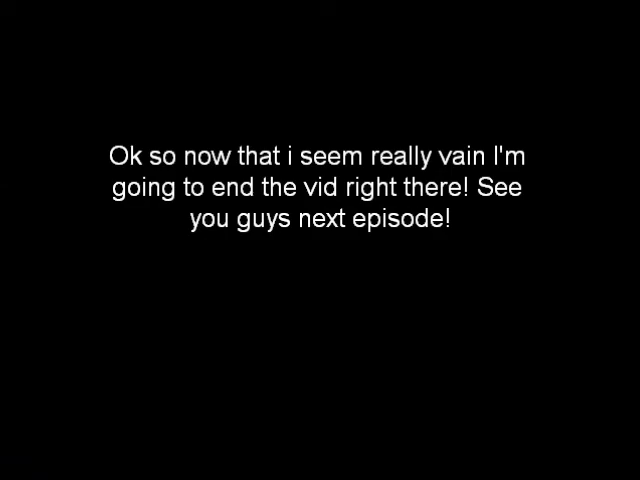 Ok so now that i seem really vain I'm
going to end the vid right there! See
you guys next episode!